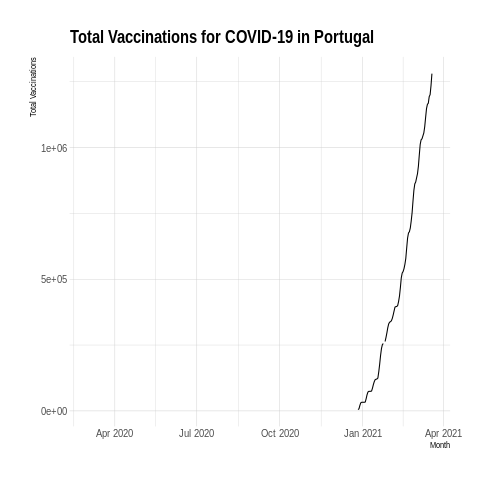 Total Vaccinations for COVID-19 in Portugal
Total Vaccinations
1e+06
5e+05
0e+00
Apr 2020 Jul 2020 Oct 2020 Jan 2021 Apr 2021
Month